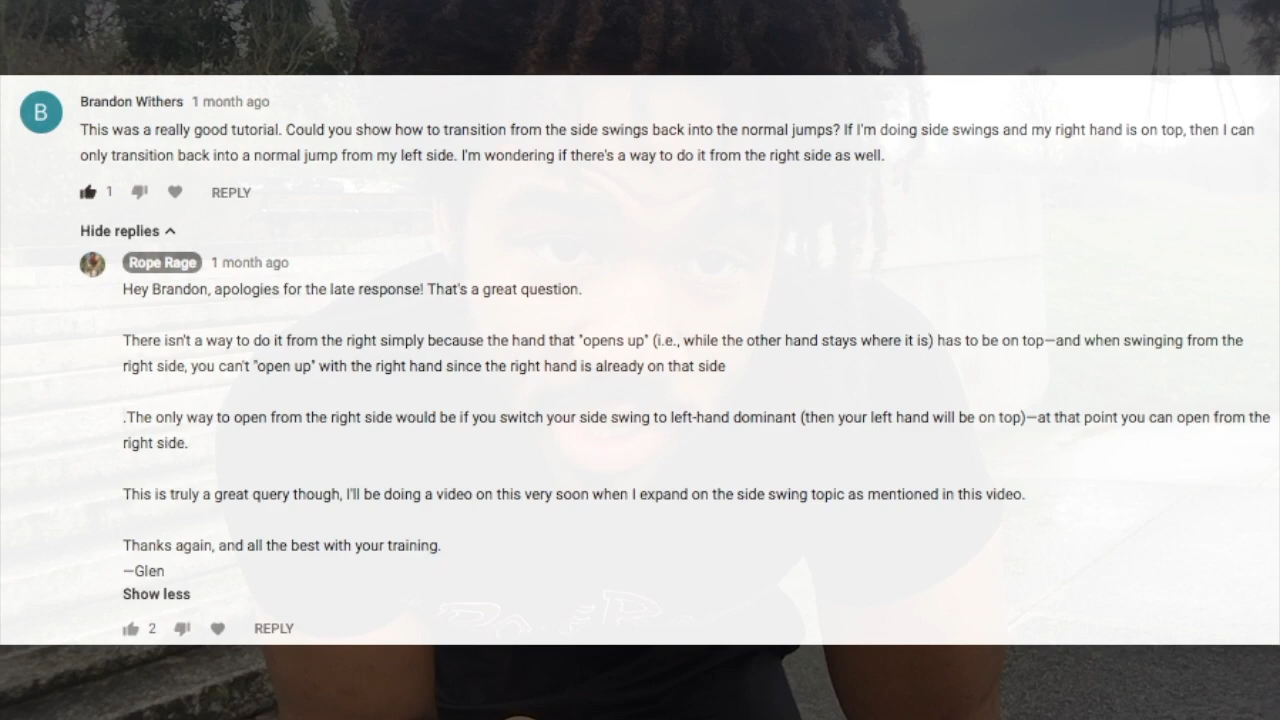 B
Brandon Withers 1 month ago
This was a really good tutorial. Could you show how to transition from the side swings back into the normal jumps? If I'm doing side swings and my right hand is on top, then I can
only transition back into a normal jump from my left side. I'm wondering if there's a way to do it from the right side as well.
1 REPLY
Hide replies
Rope Rage 1 month ago
Hey Brandon, apologies for the late response! That's a great question.
There isn't a way to do it from the right simply because the hand that "opens up" (i.e., while the other hand stays where it is) has to be on top—and when swinging from the
right side, you can't "open up" with the right hand since the right hand is already on that side
.The only way to open from the right side would be if you switch your side swing to left-hand dominant (then your left hand will be on top)—at that point you can open from the
right side.
This is truly a great query though, I'll be doing a video on this very soon when I expand on the side swing topic as mentioned in this video.
Thanks again, and all the best with your training.
—Glen
Show less
2 REPLY